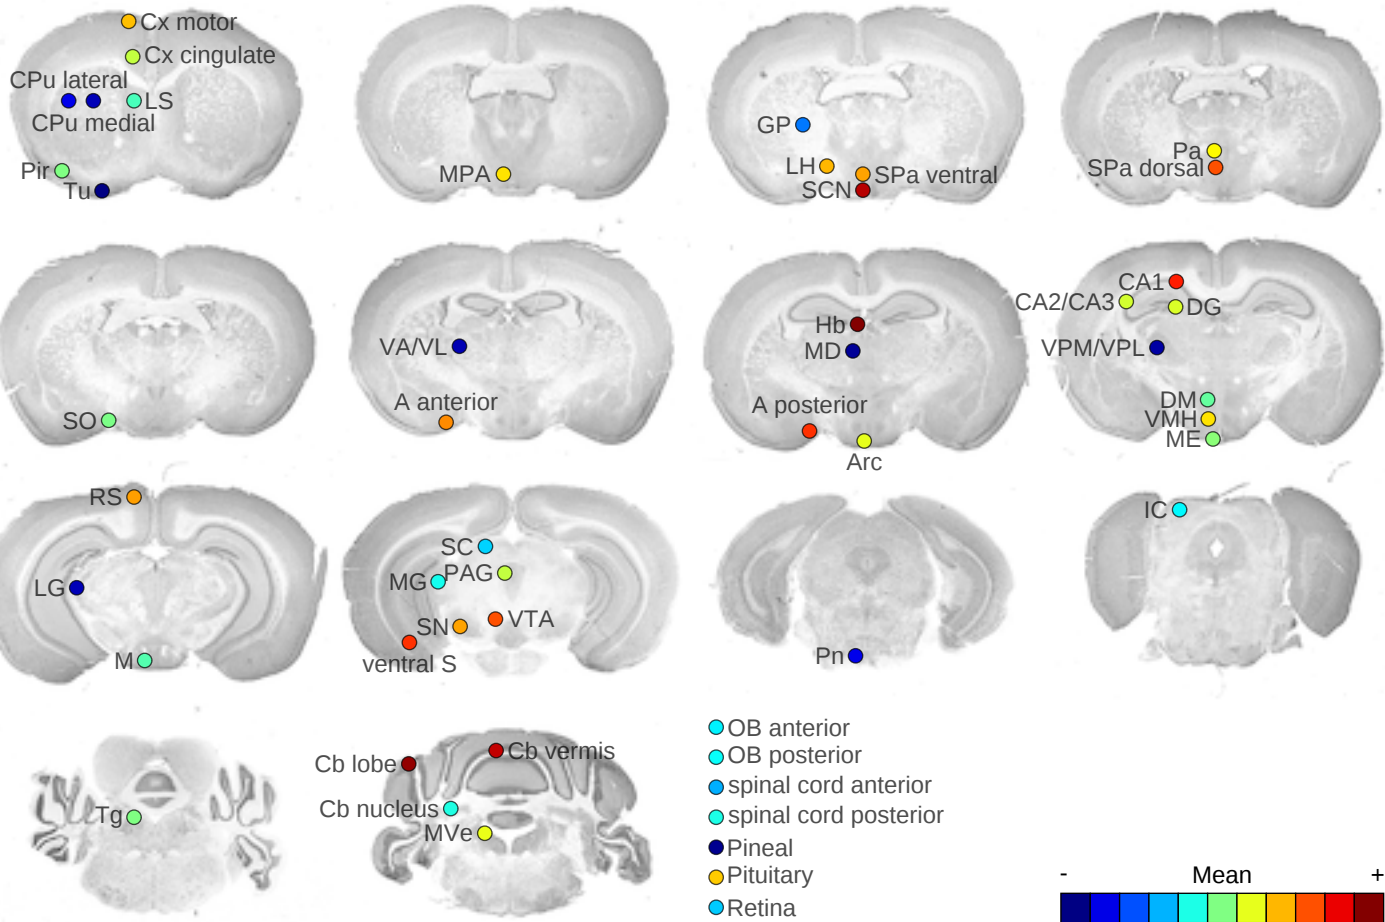 Cx motor
Cx cingulate
CPu lateral
LS
CPu medial
Pir
Tu
MPA
GP
LH
SPa ventral
SCN
Pa
SPa dorsal
SO
VA/VL
A anterior
Hb
MD
A posterior
Arc
CA1
CA2/CA3
DG
VPM/VPL
DM
VMH
ME
RS
LG
M
SC
MG
PAG
SN
VTA
ventral S
Pn
IC
Tg
Cb lobe
Cb vermis
Cb nucleus
MVe
OB anterior
OB posterior
spinal cord anterior
spinal cord posterior
Pineal
Pituitary
Retina
- Mean +